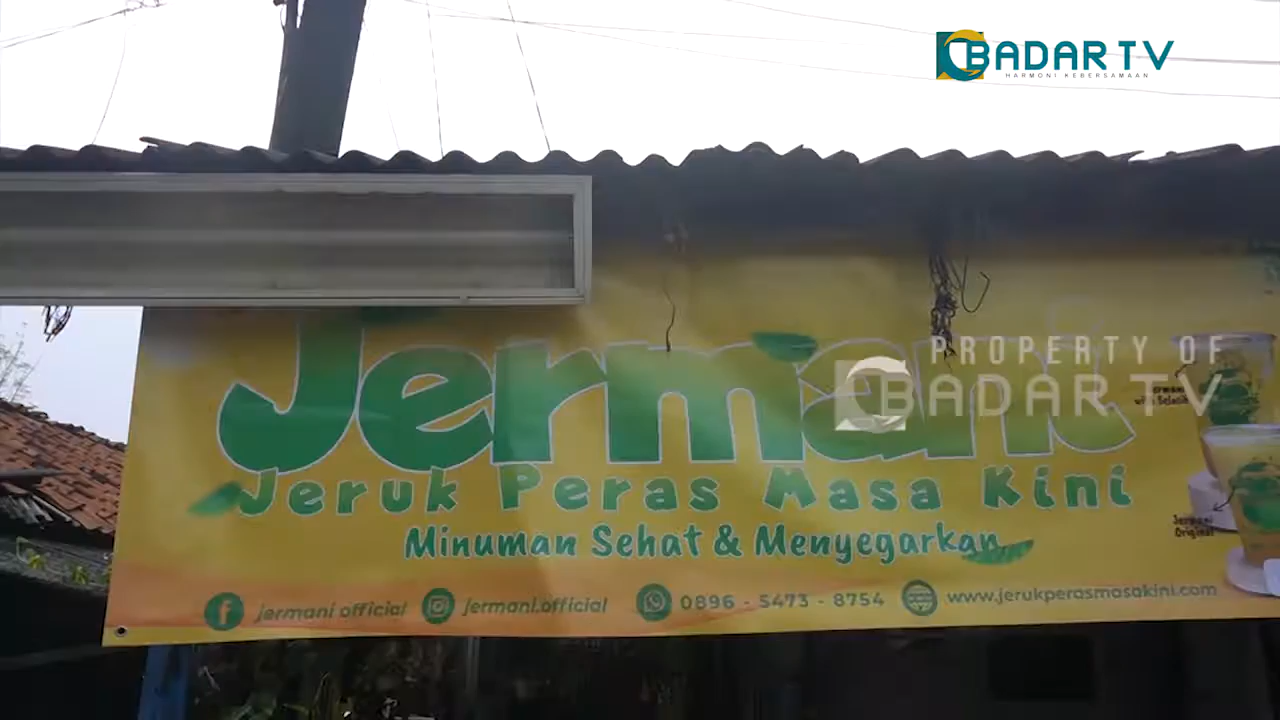 BADAR TV
HARMONI KEBERSAMAAN
Jermani
PROPERTY OF
BADAR TV
Jeruk Peras Masa Kini
Minuman Sehat & Menyegarkan
Jermani
Original
jermani official
jermani.official
0896 - 5473 - 8754
www.jerukperasmasakini.com